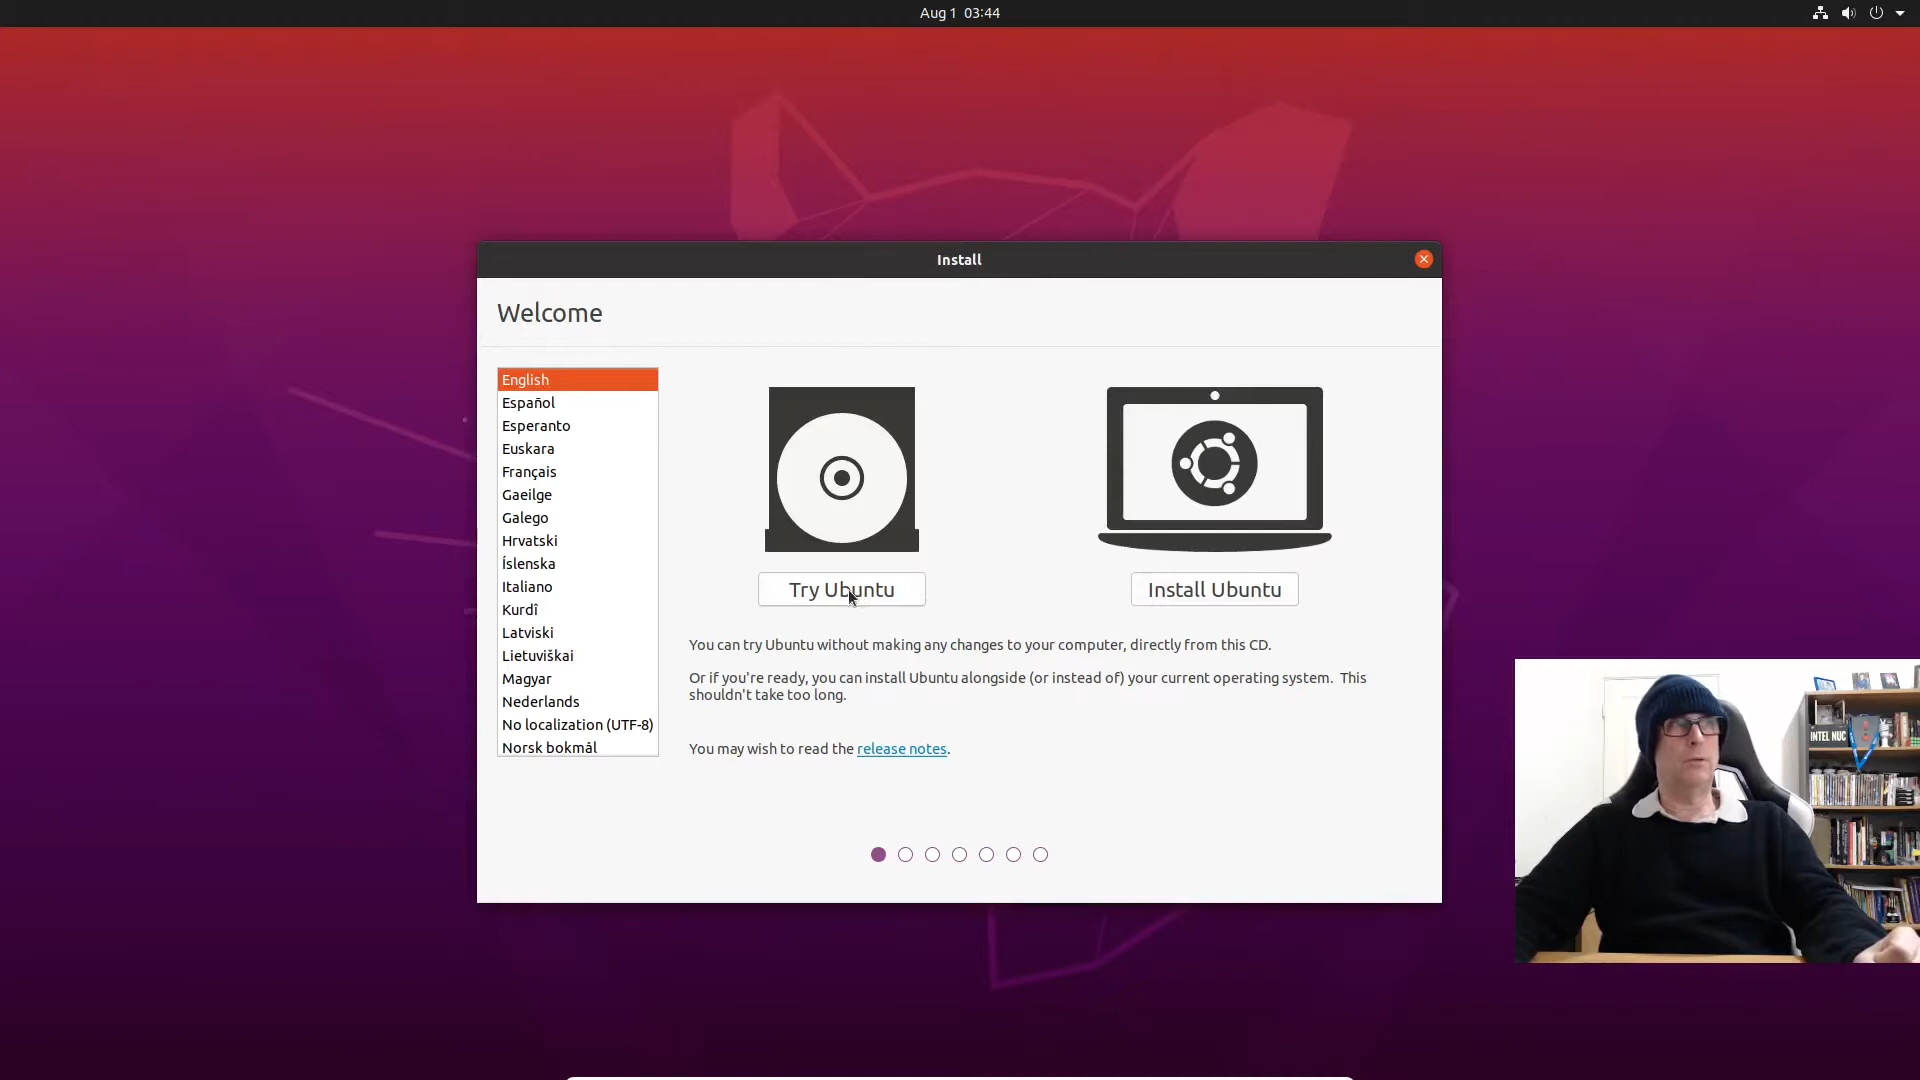 Aug 1 03:44
Install
Welcome
English
Español
Esperanto
Euskara
Français
Gaeilge
Galego
Hrvatski
Íslenska
Italiano
Kurdî
Latviski
Lietuviškai
Magyar
Nederlands
No localization (UTF-8)
Norsk bokmål
Try Ubuntu
Install Ubuntu
You can try Ubuntu without making any changes to your computer, directly from this CD.
Or if you're ready, you can install Ubuntu alongside (or instead of) your current operating system. This
shouldn't take too long.
You may wish to read the release notes.
INTEL NUC